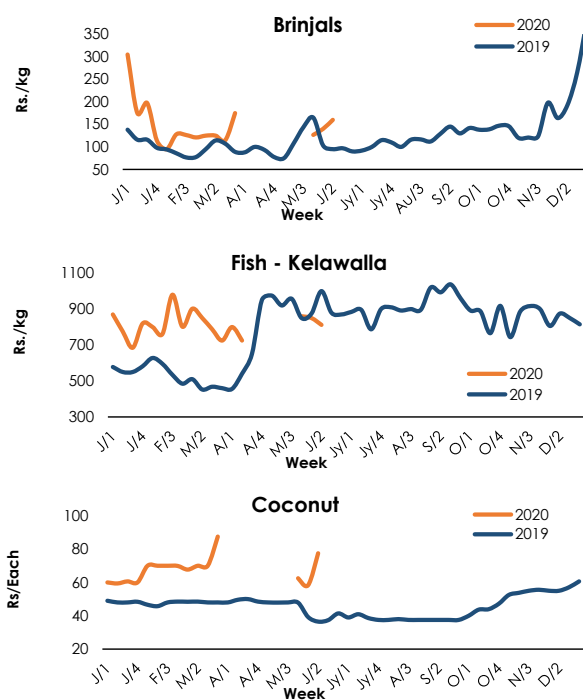 Brinjals
Rs./kg
350
300
250
200
150
100
50
2020
2019
J/1
J/4
F/3
M/2
A/1
A/4
M/3
J/2
Jy/1
Jy/4
Au/3
S/2
O/1
O/4
N/3
D/2
Week
Fish - Kelawalla
Rs./kg
1100
900
700
500
300
2020
2019
J/1
J/4
F/3
M/2
A/1
A/4
M/3
J/2
Jy/1
Jy/4
A/3
S/2
O/1
O/4
N/3
D/2
Week
Coconut
Rs/Each
100
80
60
40
20
2020
2019
J/1
J/4
F/3
M/2
A/1
A/4
M/3
J/2
Jy/1
Jy/4
A/3
S/2
O/1
O/4
N/3
D/2
Week